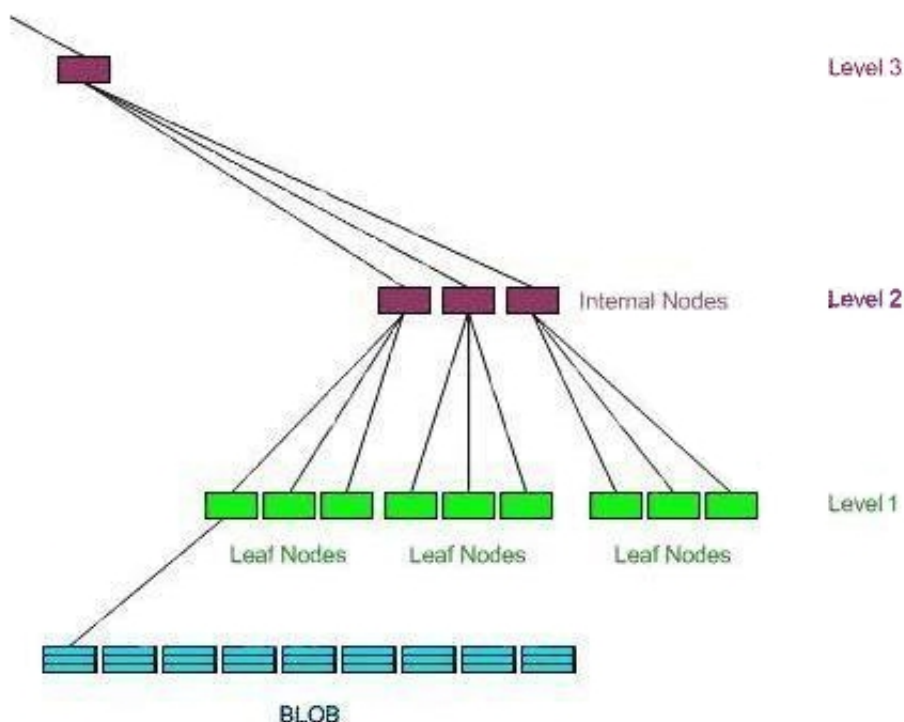 Level 3
Internal Nodes
Level 2
Level 1
Leaf Nodes
Leaf Nodes
Leaf Nodes
BLOB